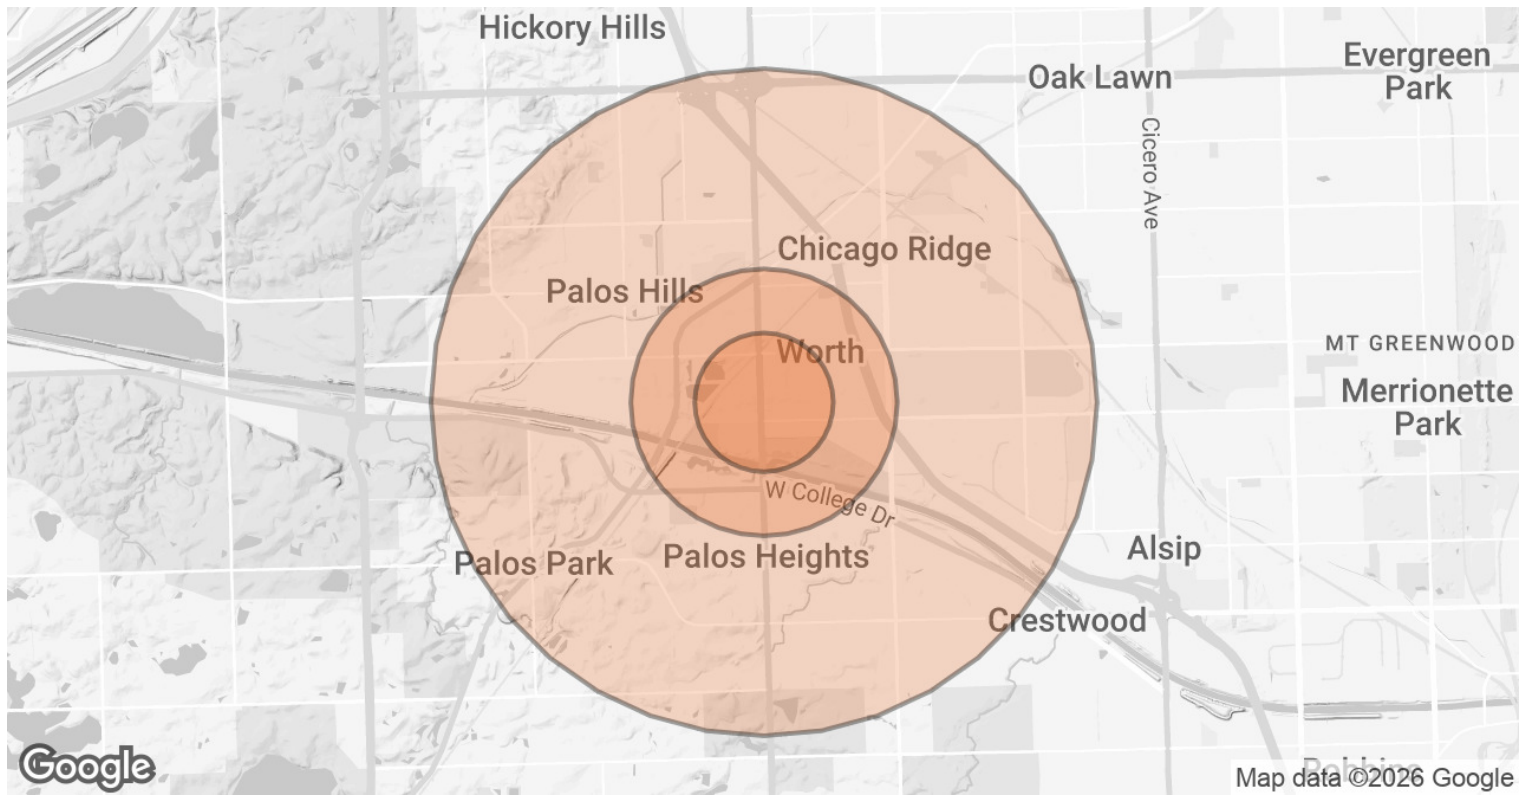 Hickory Hills
Evergreen
Park
Oak Lawn
Cicero Ave
Chicago Ridge
Palos Hills
Worth
MT GREENWOOD
Merrionette
Park
W College Dr
Palos Park
Palos Heights
Alsip
Crestwood
Robbins
Google
Map data ©2026 Google